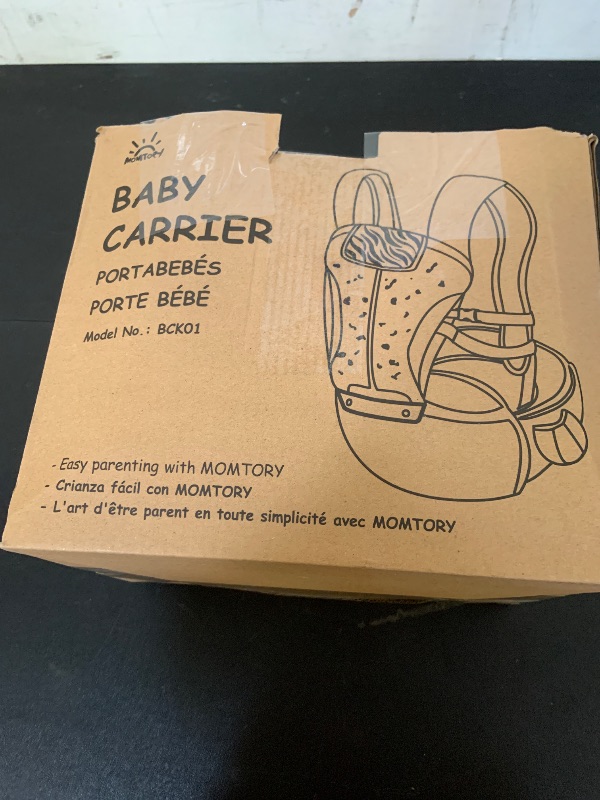 MOMTORY
BABY
CARRIER
PORTABEBÉS
PORTE BÉBÉ
Model No.: BCK01
- Easy parenting with MOMTORY
- Crianza fácil con MOMTORY
- L'art d'être parent en toute simplicité avec MOMTORY